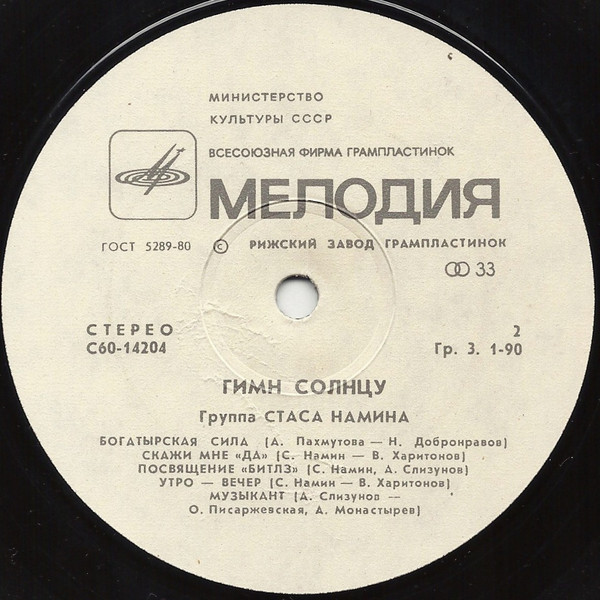 МИНИСТЕРСТВО
КУЛЬТУРЫ СССР
ВСЕСОЮЗНАЯ ФИРМА ГРАМПЛАСТИНОК
МЕЛОДИЯ
ГОСТ 5289-80 © РИЖСКИЙ ЗАВОД ГРАМПЛАСТИНОК
33
СТЕРЕО 2
С60-14204 Гр. 3. 1-90
ГИМН СОЛНЦУ
Группа СТАСА НАМИНА
БОГАТЫРСКАЯ СИЛА (А. Пахмутова — Н. Добронравов)
СКАЖИ МНЕ «ДА» (С. Намин — В. Харитонов)
ПОСВЯЩЕНИЕ «БИТЛЗ» (С. Намин, А. Слизунов)
УТРО — ВЕЧЕР (С. Намин — В. Харитонов)
МУЗЫКАНТ (А. Слизунов —
О. Писаржевская, А. Монастырев)